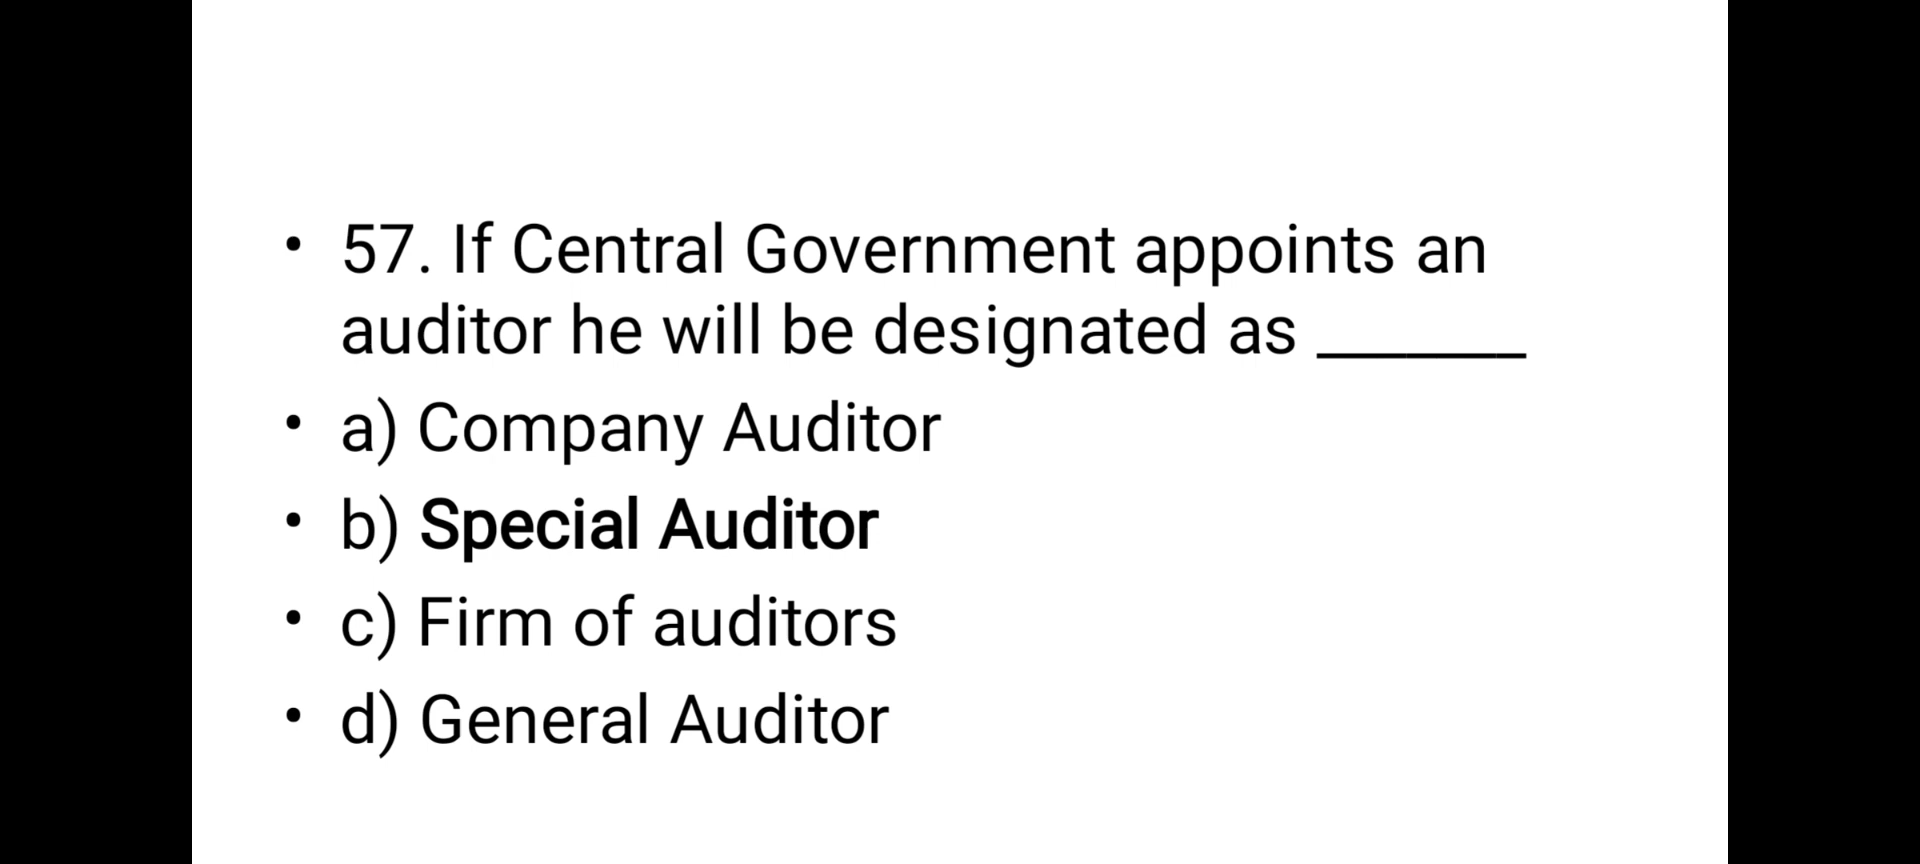 • 57. If Central Government appoints an
auditor he will be designated as _______
• a) Company Auditor
• b) Special Auditor
• c) Firm of auditors
• d) General Auditor